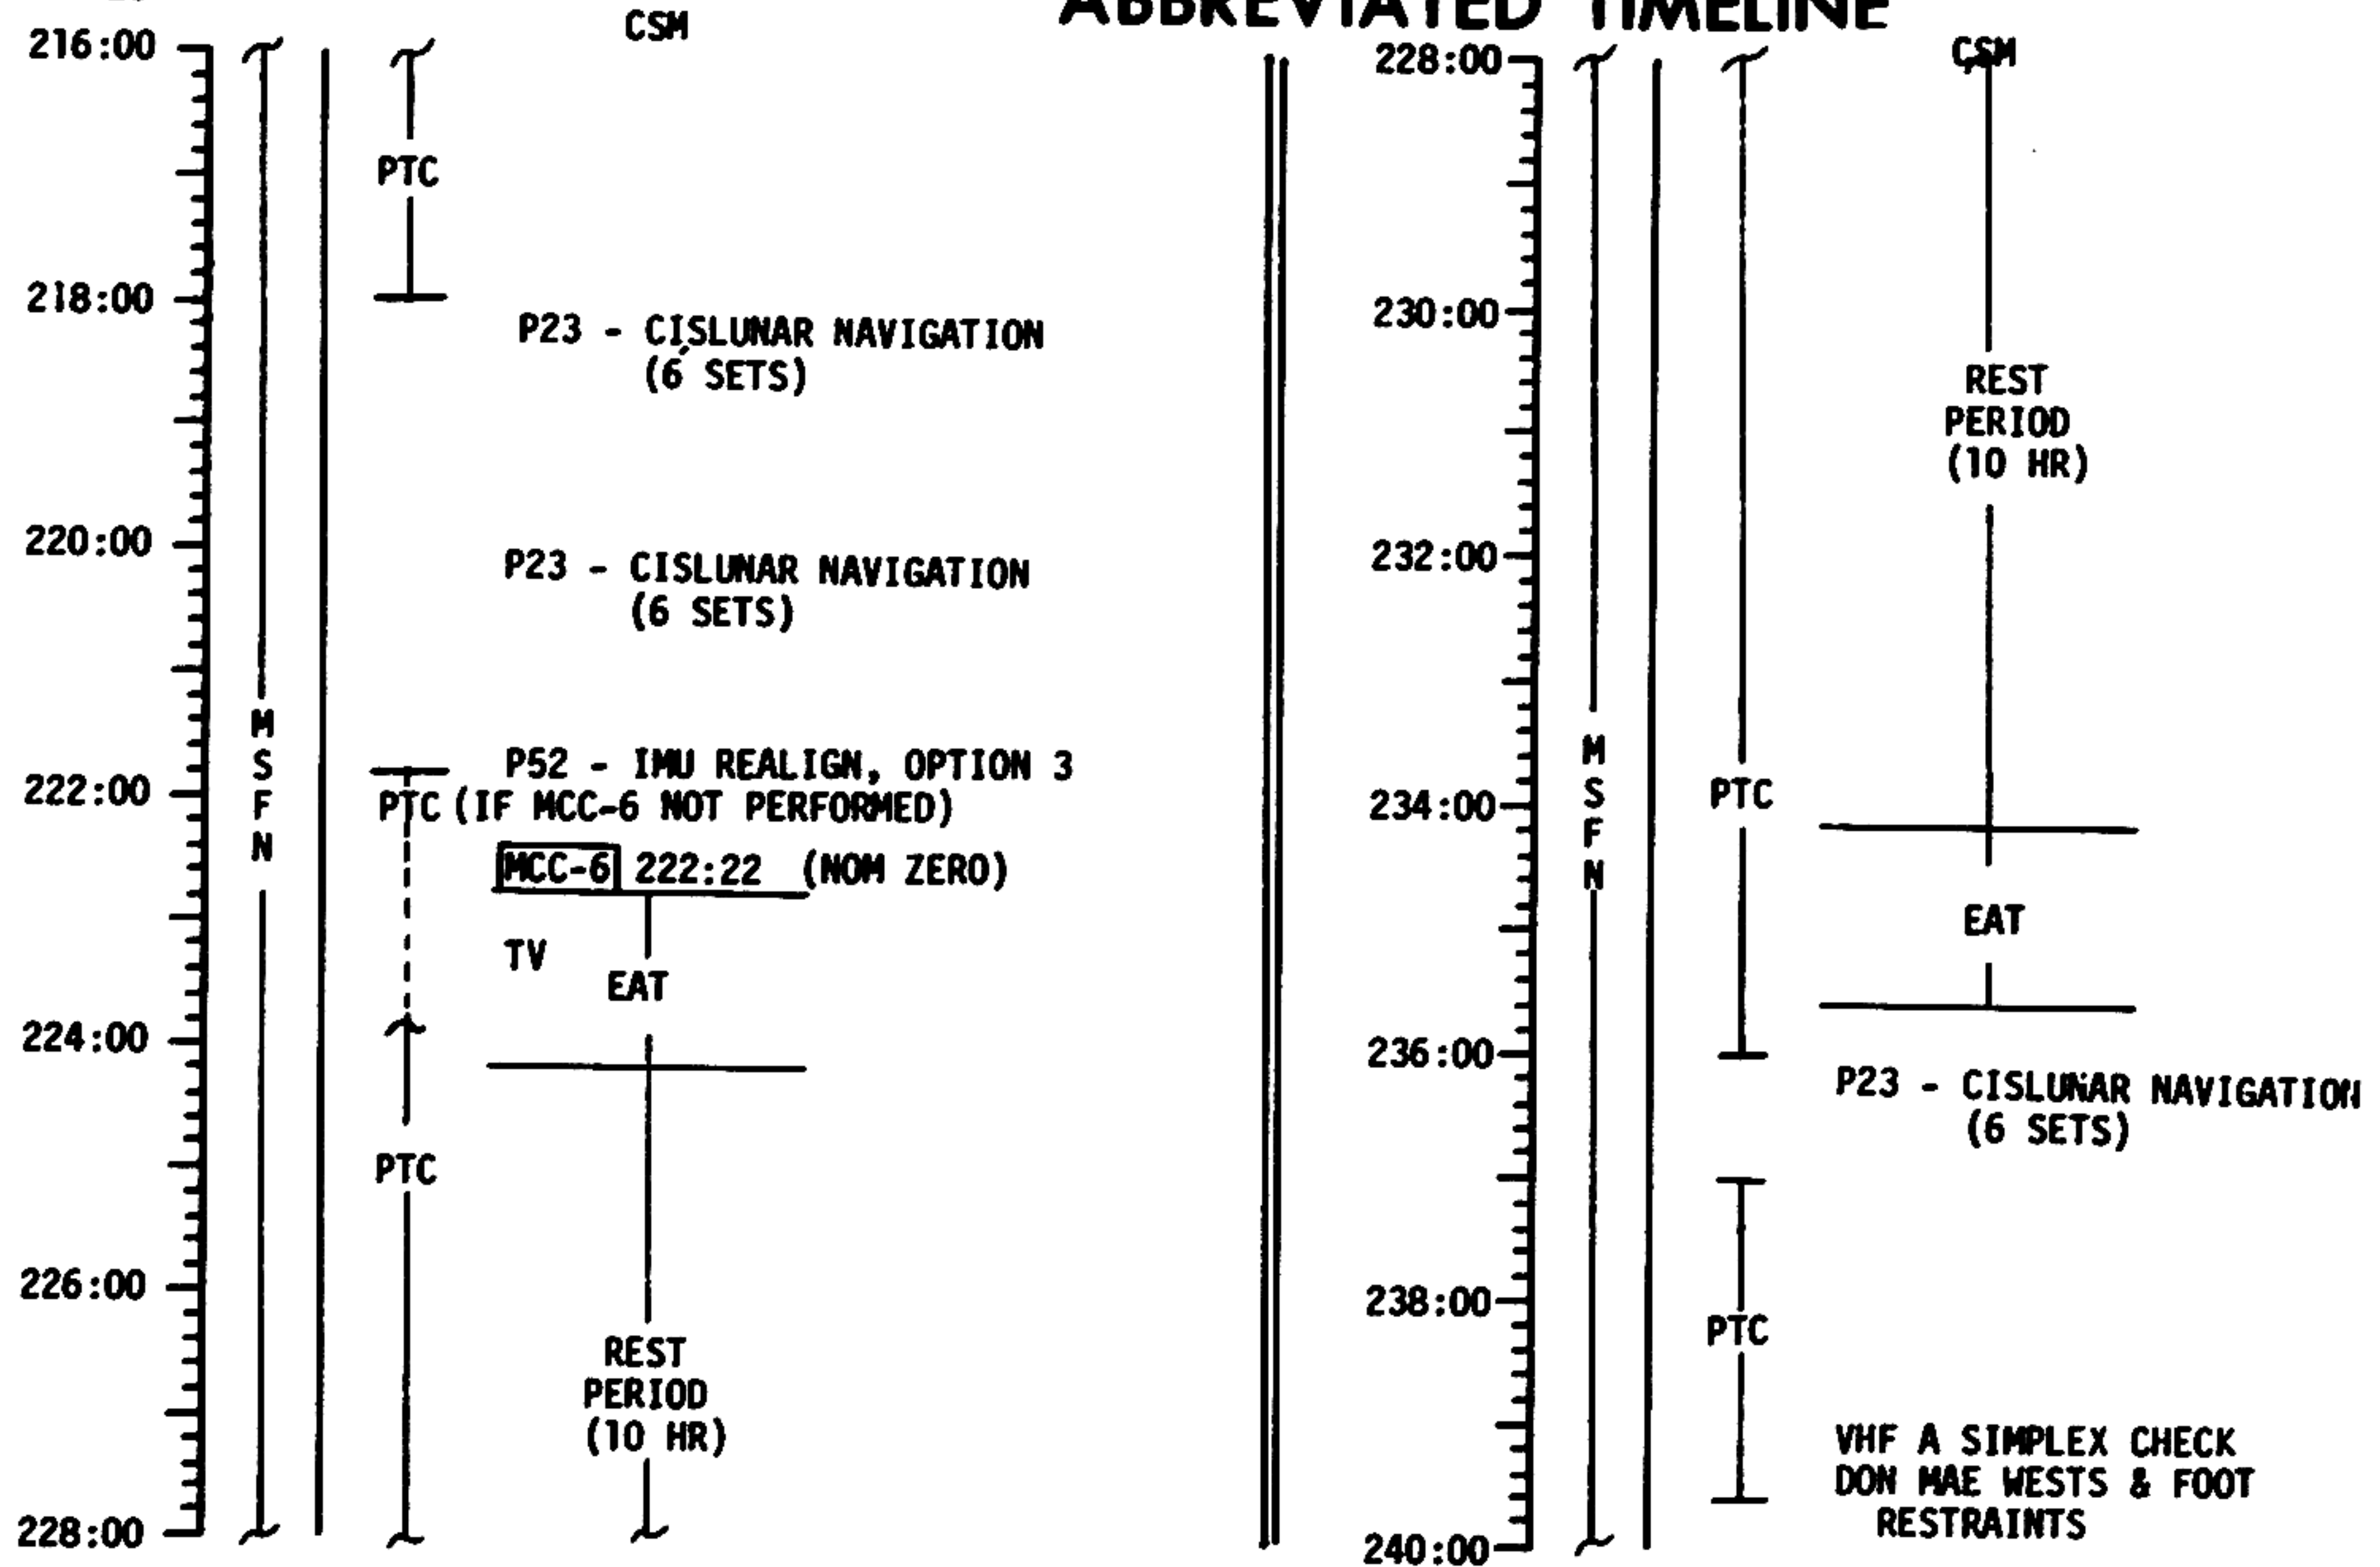 ABBREVIATED TIMELINE
CSM
216:00
PTC
218:00
P23 - CISLUNAR NAVIGATION
(6 SETS)
220:00
P23 - CISLUNAR NAVIGATION
(6 SETS)
M
S
F
N
P52 - IMU REALIGN, OPTION 3
222:00
PTC (IF MCC-6 NOT PERFORMED)
MCC-6 222:22 (NOM ZERO)
TV
EAT
224:00
PTC
226:00
REST
PERIOD
(10 HR)
228:00
CSM
228:00
230:00
REST
PERIOD
(10 HR)
232:00
M
S
F
N
PTC
234:00
EAT
236:00
P23 - CISLUNAR NAVIGATION
(6 SETS)
238:00
PTC
VHF A SIMPLEX CHECK
DON MAE WESTS & FOOT
RESTRAINTS
240:00